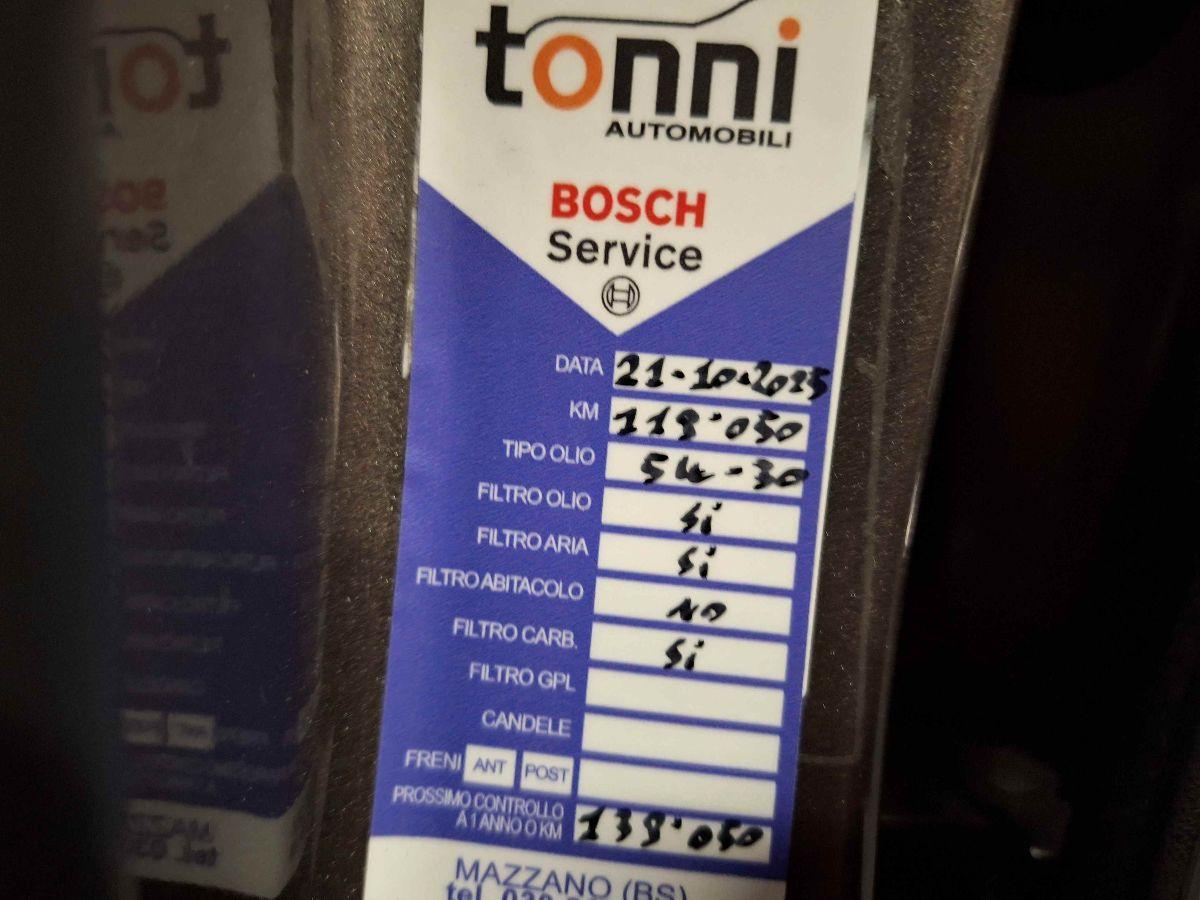 tonni
AUTOMOBILI
BOSCH
Service
DATA 21.10.2025
KM 119.050
TIPO OLIO 5W-30
FILTRO OLIO Si
FILTRO ARIA Si
FILTRO ABITACOLO NO
FILTRO CARB. Si
FILTRO GPL
CANDELE
FRENI ANT POST
PROSSIMO CONTROLLO
A 1 ANNO O KM 139.050
MAZZANO (BS)
tel. 030